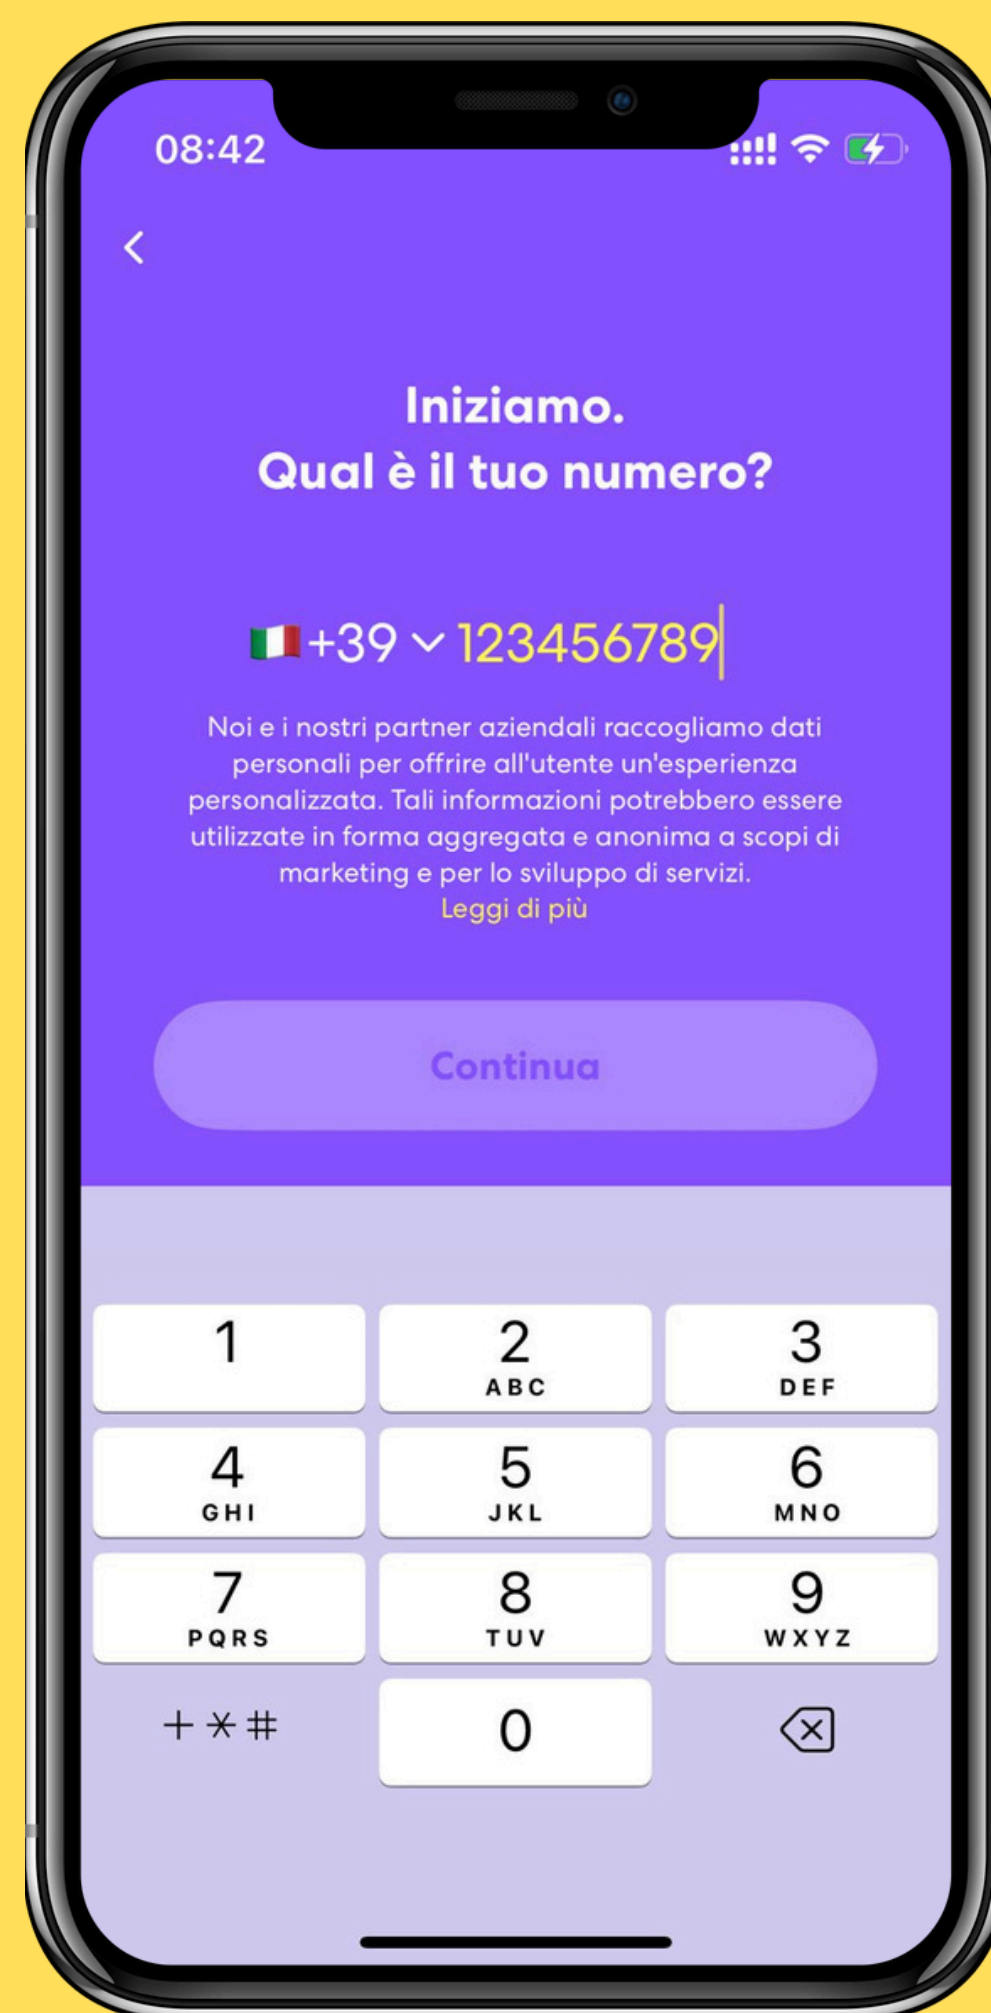 08:42
Iniziamo.
Qual è il tuo numero?
+39 123456789
Noi e i nostri partner aziendali raccogliamo dati
personali per offrire all'utente un'esperienza
personalizzata. Tali informazioni potrebbero essere
utilizzate in forma aggregata e anonima a scopi di
marketing e per lo sviluppo di servizi.
Leggi di più
Continua
1 2 3
ABC DEF
4 5 6
GHI JKL MNO
7 8 9
PQRS TUV WXYZ
+*# 0